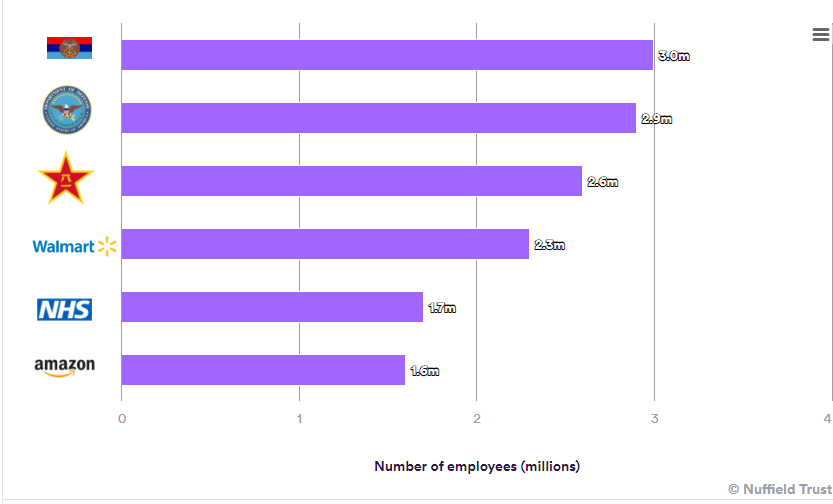 3.0m
2.9m
2.6m
Walmart
2.3m
NHS
1.7m
amazon
1.6m
0 1 2 3 4
Number of employees (millions)
© Nuffield Trust